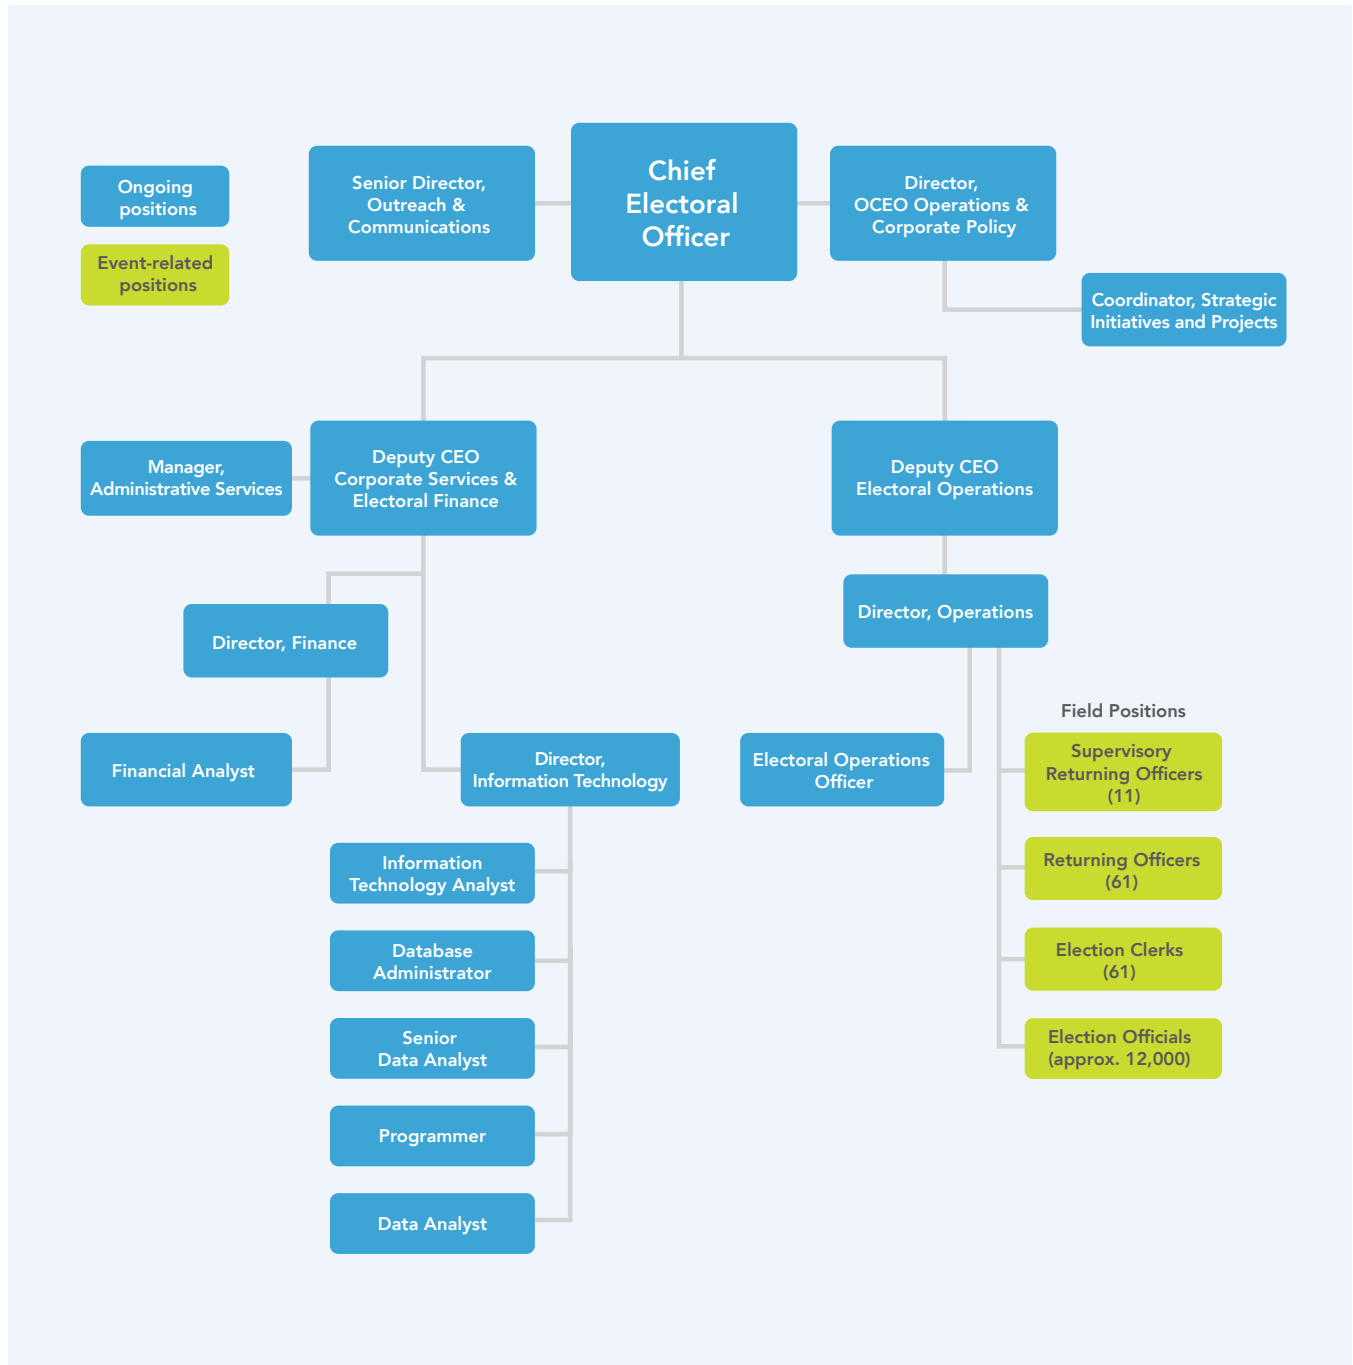 Chief
Electoral
Officer
Senior Director,
Outreach &
Communications
Director,
OCEO Operations &
Corporate Policy
Ongoing
positions
Event-related
positions
Coordinator, Strategic
Initiatives and Projects
Manager,
Administrative Services
Deputy CEO
Corporate Services &
Electoral Finance
Deputy CEO
Electoral Operations
Director, Finance
Director, Operations
Financial Analyst
Director,
Information Technology
Electoral Operations
Officer
Field Positions
Supervisory
Returning Officers
(11)
Returning Officers
(61)
Election Clerks
(61)
Election Officials
(approx. 12,000)
Information
Technology Analyst
Database
Administrator
Senior
Data Analyst
Programmer
Data Analyst